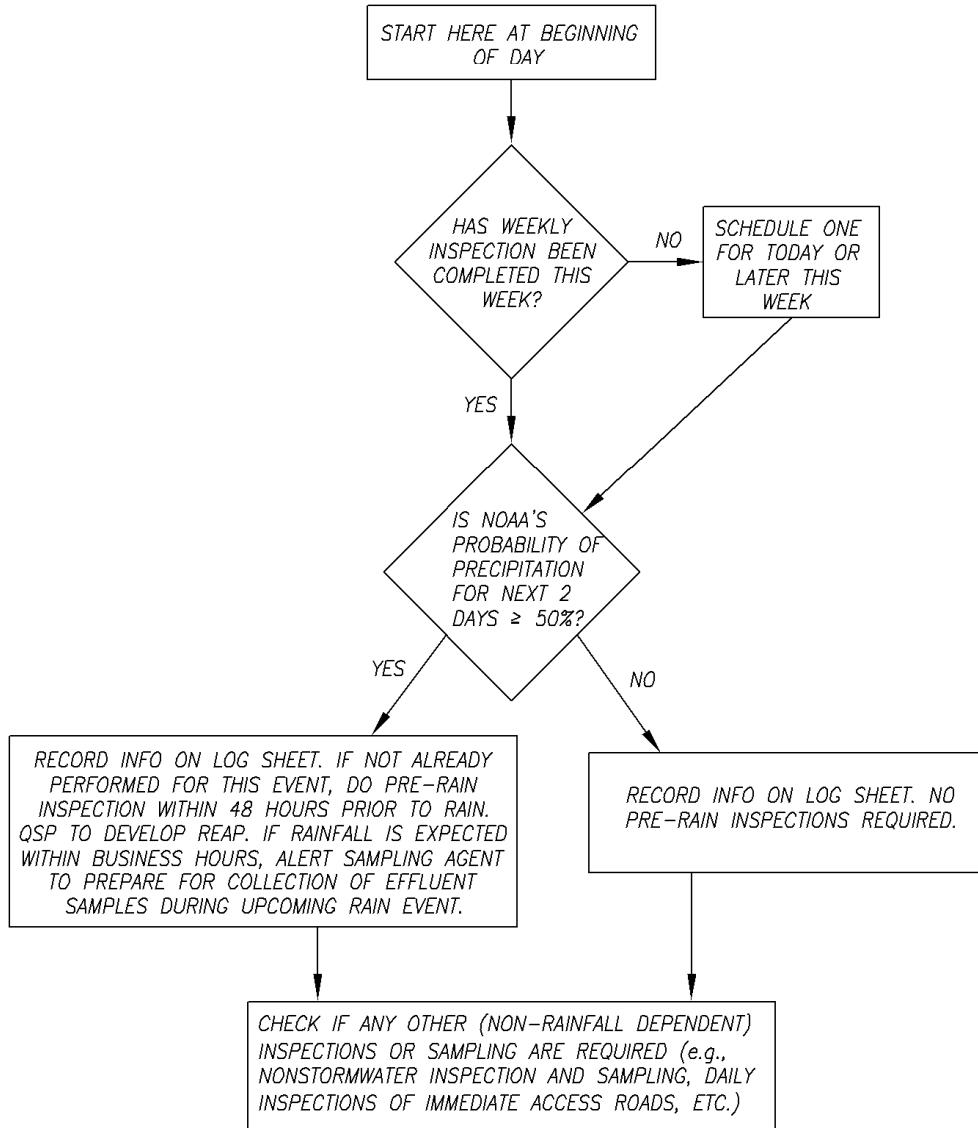 START HERE AT BEGINNING
OF DAY
HAS WEEKLY
INSPECTION BEEN
COMPLETED THIS
WEEK?
NO
SCHEDULE ONE
FOR TODAY OR
LATER THIS
WEEK
YES
IS NOAA'S
PROBABILITY OF
PRECIPITATION
FOR NEXT 2
DAYS ≥ 50%?
YES
NO
RECORD INFO ON LOG SHEET. IF NOT ALREADY
PERFORMED FOR THIS EVENT, DO PRE-RAIN
INSPECTION WITHIN 48 HOURS PRIOR TO RAIN.
QSP TO DEVELOP REAP. IF RAINFALL IS EXPECTED
WITHIN BUSINESS HOURS, ALERT SAMPLING AGENT
TO PREPARE FOR COLLECTION OF EFFLUENT
SAMPLES DURING UPCOMING RAIN EVENT.
RECORD INFO ON LOG SHEET. NO
PRE-RAIN INSPECTIONS REQUIRED.
CHECK IF ANY OTHER (NON-RAINFALL DEPENDENT)
INSPECTIONS OR SAMPLING ARE REQUIRED (e.g.,
NONSTORMWATER INSPECTION AND SAMPLING, DAILY
INSPECTIONS OF IMMEDIATE ACCESS ROADS, ETC.)